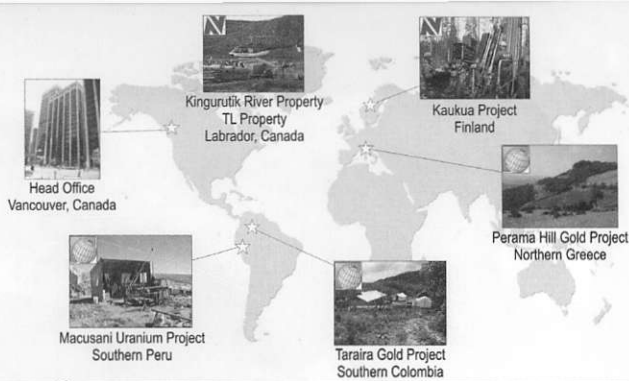 Kingurutik River Property
TL Property
Labrador, Canada
Kaukua Project
Finland
Head Office
Vancouver, Canada
Perama Hill Gold Project
Northern Greece
Macusani Uranium Project
Southern Peru
Taraira Gold Project
Southern Colombia